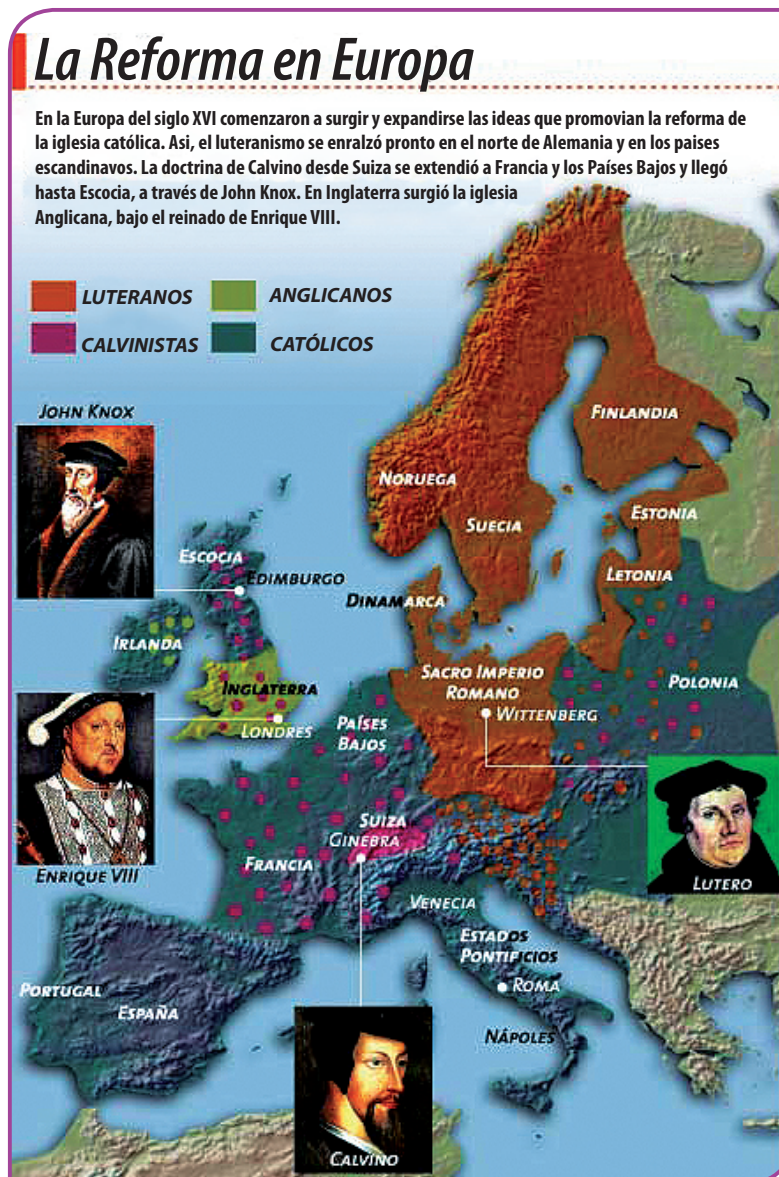 La Reforma en Europa
En la Europa del siglo XVI comenzaron a surgir y expandirse las ideas que promovian la reforma de
la iglesia católica. Asi, el luteranismo se enralzó pronto en el norte de Alemania y en los paises
escandinavos. La doctrina de Calvino desde Suiza se extendió a Francia y los Países Bajos y llegó
hasta Escocia, a través de John Knox. En Inglaterra surgió la iglesia
Anglicana, bajo el reinado de Enrique VIII.
LUTERANOS
ANGLICANOS
CALVINISTAS
CATÓLICOS
JOHN KNOX
FINLANDIA
NORUEGA
SUECIA
ESTONIA
ESCOCIA
EDIMBURGO
LETONIA
DINAMARCA
IRLANDA
SACRO IMPERIO
ROMANO
POLONIA
INGLATERRA
WITTENBERG
LONDRES
PAÍSES
BAJOS
SUIZA
GINEBRA
FRANCIA
ENRIQUE VIII
LUTERO
VENECIA
ESTADOS
PONTIFICIOS
PORTUGAL
ROMA
ESPAÑA
NÁPOLES
CALVINO